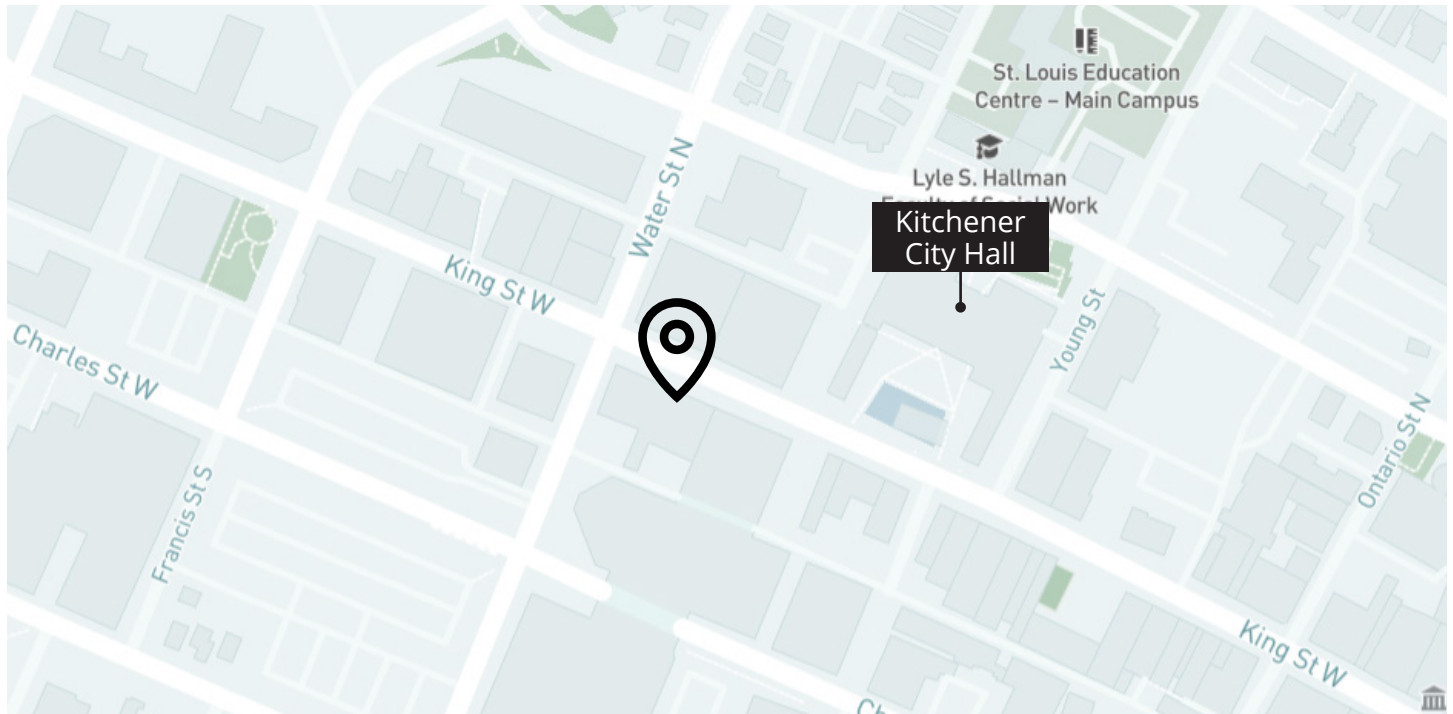 St. Louis Education
Centre – Main Campus
Lyle S. Hallman
Work
Kitchener
City Hall
Water St N
King St W
Young St
Charles St W
Ontario St N
Francis St S
King St W